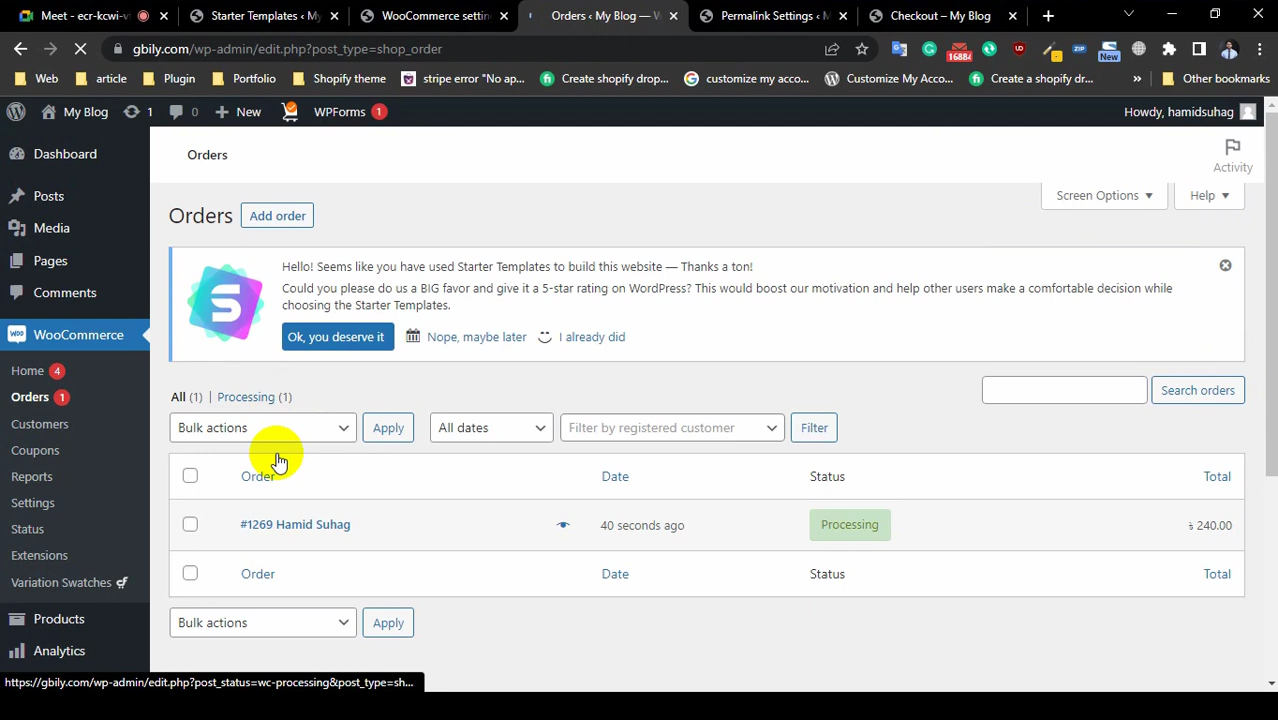 Meet - ecr-kcwi-v
Starter Templates ‹ M
WooCommerce settin
Orders ‹ My Blog — W
Permalink Settings ‹ M
Checkout – My Blog
gbily.com/wp-admin/edit.php?post_type=shop_order
16884
ZIP
New
Web
article
Plugin
Portfolio
Shopify theme
stripe error "No ap...
Create shopify drop...
customize my acco...
Customize My Acco...
Create a shopify dr...
»
Other bookmarks
My Blog
1
0
New
WPForms 1
Howdy, hamidsuhag
Dashboard
Posts
Media
Pages
Comments
WooCommerce
Home 4
Orders 1
Customers
Coupons
Reports
Settings
Status
Extensions
Variation Swatches
Products
Analytics
Orders
Activity
Screen Options
Help
Orders
Add order
Hello! Seems like you have used Starter Templates to build this website — Thanks a ton!
Could you please do us a BIG favor and give it a 5-star rating on WordPress? This would boost our motivation and help other users make a comfortable decision while
choosing the Starter Templates.
Ok, you deserve it
Nope, maybe later
I already did
All (1) | Processing (1)
Search orders
Bulk actions
Apply
All dates
Filter by registered customer
Filter
Order
Date
Status
Total
#1269 Hamid Suhag
40 seconds ago
Processing
৳ 240.00
Order
Date
Status
Total
Bulk actions
Apply
https://gbily.com/wp-admin/edit.php?post_status=wc-processing&post_type=sh...